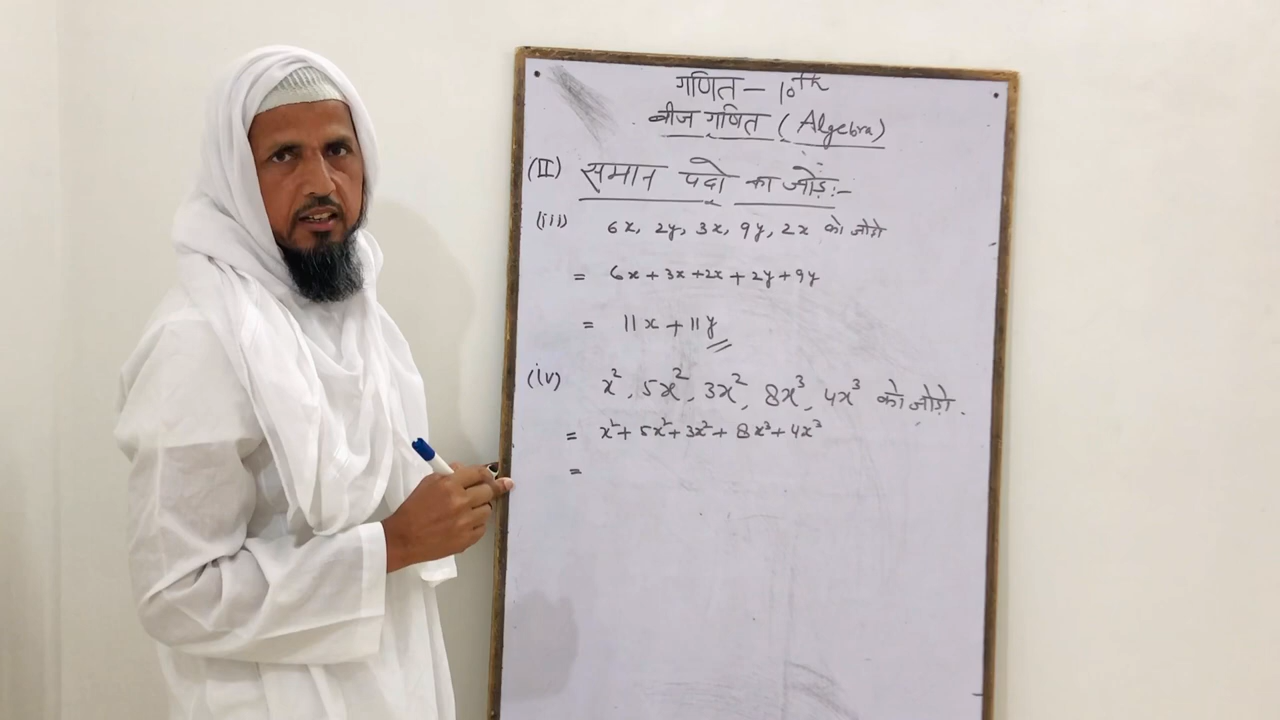 गणित – 10th
बीज गणित (Algebra)
(II) समान पदो का जोड़:-
(iii) 6x, 2y, 3x, 9y, 2x को जोड़ो
= 6x + 3x + 2x + 2y + 9y
= 11x + 11y
(iv) x², 5x², 3x², 8x³, 4x³ को जोड़ो.
= x² + 5x² + 3x² + 8x³ + 4x³
=